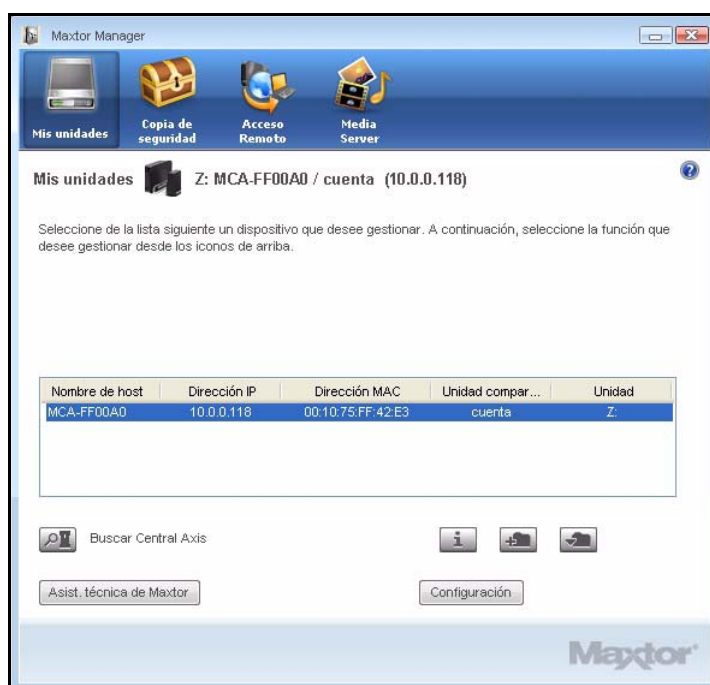 Maxtor Manager
Mis unidades
Copia de seguridad
Acceso Remoto
Media Server
Mis unidades Z: MCA-FF00A0 / cuenta (10.0.0.118)
Seleccione de la lista siguiente un dispositivo que desee gestionar. A continuación, seleccione la función que
desee gestionar desde los iconos de arriba.
Nombre de host Dirección IP Dirección MAC Unidad compar... Unidad
MCA-FF00A0 10.0.0.118 00:10:75:FF:42:E3 cuenta Z:
Buscar Central Axis
Asist. técnica de Maxtor Configuración
Maxtor